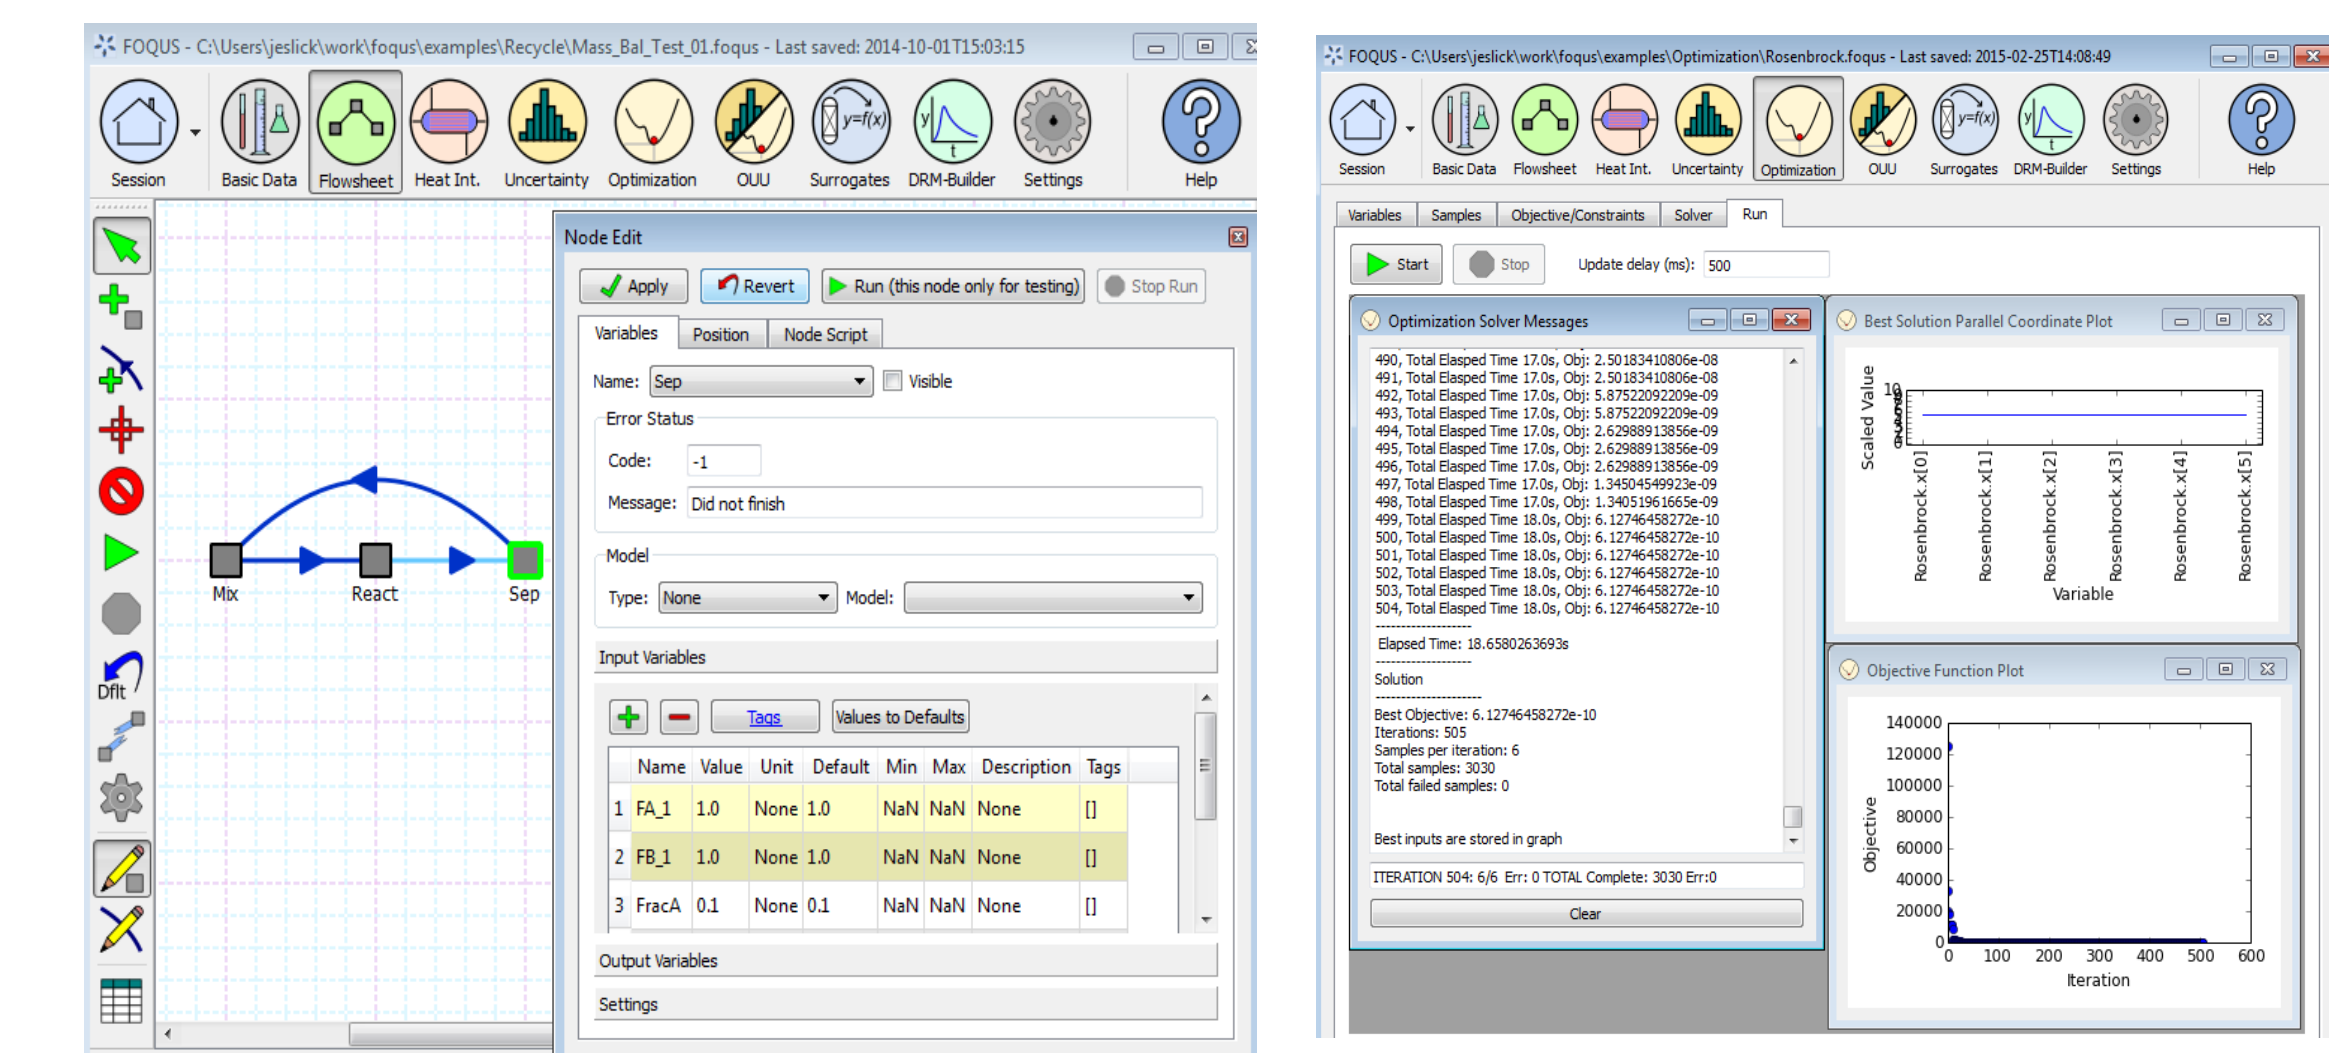 FOQUS - C:\Users\jeslick\work\foqus\examples\Recycle\Mass_Bal_Test_01.foqus - Last saved: 2014-10-01T15:03:15
y=f(x)
y
t
Session
Basic Data
Flowsheet
Heat Int.
Uncertainty
Optimization
OUU
Surrogates
DRM-Builder
Settings
Help
Dflt
Mix
React
Sep
Node Edit
Apply
Revert
Run (this node only for testing)
Stop Run
Variables
Position
Node Script
Name: Sep
Visible
Error Status
Code: -1
Message: Did not finish
Model
Type: None
Model:
Input Variables
Tags
Values to Defaults
Name Value Unit Default Min Max Description Tags
1 FA_1 1.0 None 1.0 NaN NaN None []
2 FB_1 1.0 None 1.0 NaN NaN None []
3 FracA 0.1 None 0.1 NaN NaN None []
Output Variables
Settings
FOQUS - C:\Users\jeslick\work\foqus\examples\Optimization\Rosenbrock.foqus - Last saved: 2015-02-25T14:08:49
y=f(x)
y
t
Session
Basic Data
Flowsheet
Heat Int.
Uncertainty
Optimization
OUU
Surrogates
DRM-Builder
Settings
Help
Variables
Samples
Objective/Constraints
Solver
Run
Start
Stop
Update delay (ms): 500
Optimization Solver Messages
490, Total Elasped Time 17.0s, Obj: 2.50183410806e-08
491, Total Elasped Time 17.0s, Obj: 2.50183410806e-08
492, Total Elasped Time 17.0s, Obj: 5.87522092209e-09
493, Total Elasped Time 17.0s, Obj: 5.87522092209e-09
494, Total Elasped Time 17.0s, Obj: 2.62988913856e-09
495, Total Elasped Time 17.0s, Obj: 2.62988913856e-09
496, Total Elasped Time 17.0s, Obj: 2.62988913856e-09
497, Total Elasped Time 17.0s, Obj: 1.34504549923e-09
498, Total Elasped Time 17.0s, Obj: 1.34051961665e-09
499, Total Elasped Time 18.0s, Obj: 6.12746458272e-10
500, Total Elasped Time 18.0s, Obj: 6.12746458272e-10
501, Total Elasped Time 18.0s, Obj: 6.12746458272e-10
502, Total Elasped Time 18.0s, Obj: 6.12746458272e-10
503, Total Elasped Time 18.0s, Obj: 6.12746458272e-10
504, Total Elasped Time 18.0s, Obj: 6.12746458272e-10
-------------------
Elapsed Time: 18.6580263693s
-------------------
Solution
---------------------
Best Objective: 6.12746458272e-10
Iterations: 505
Samples per iteration: 6
Total samples: 3030
Total failed samples: 0
Best inputs are stored in graph
ITERATION 504: 6/6 Err: 0 TOTAL Complete: 3030 Err:0
Clear
Best Solution Parallel Coordinate Plot
Scaled Value
10
Rosenbrock.x[0]
Rosenbrock.x[1]
Rosenbrock.x[2]
Rosenbrock.x[3]
Rosenbrock.x[4]
Rosenbrock.x[5]
Variable
Objective Function Plot
Objective
140000
120000
100000
80000
60000
40000
20000
0
0 100 200 300 400 500 600
Iteration